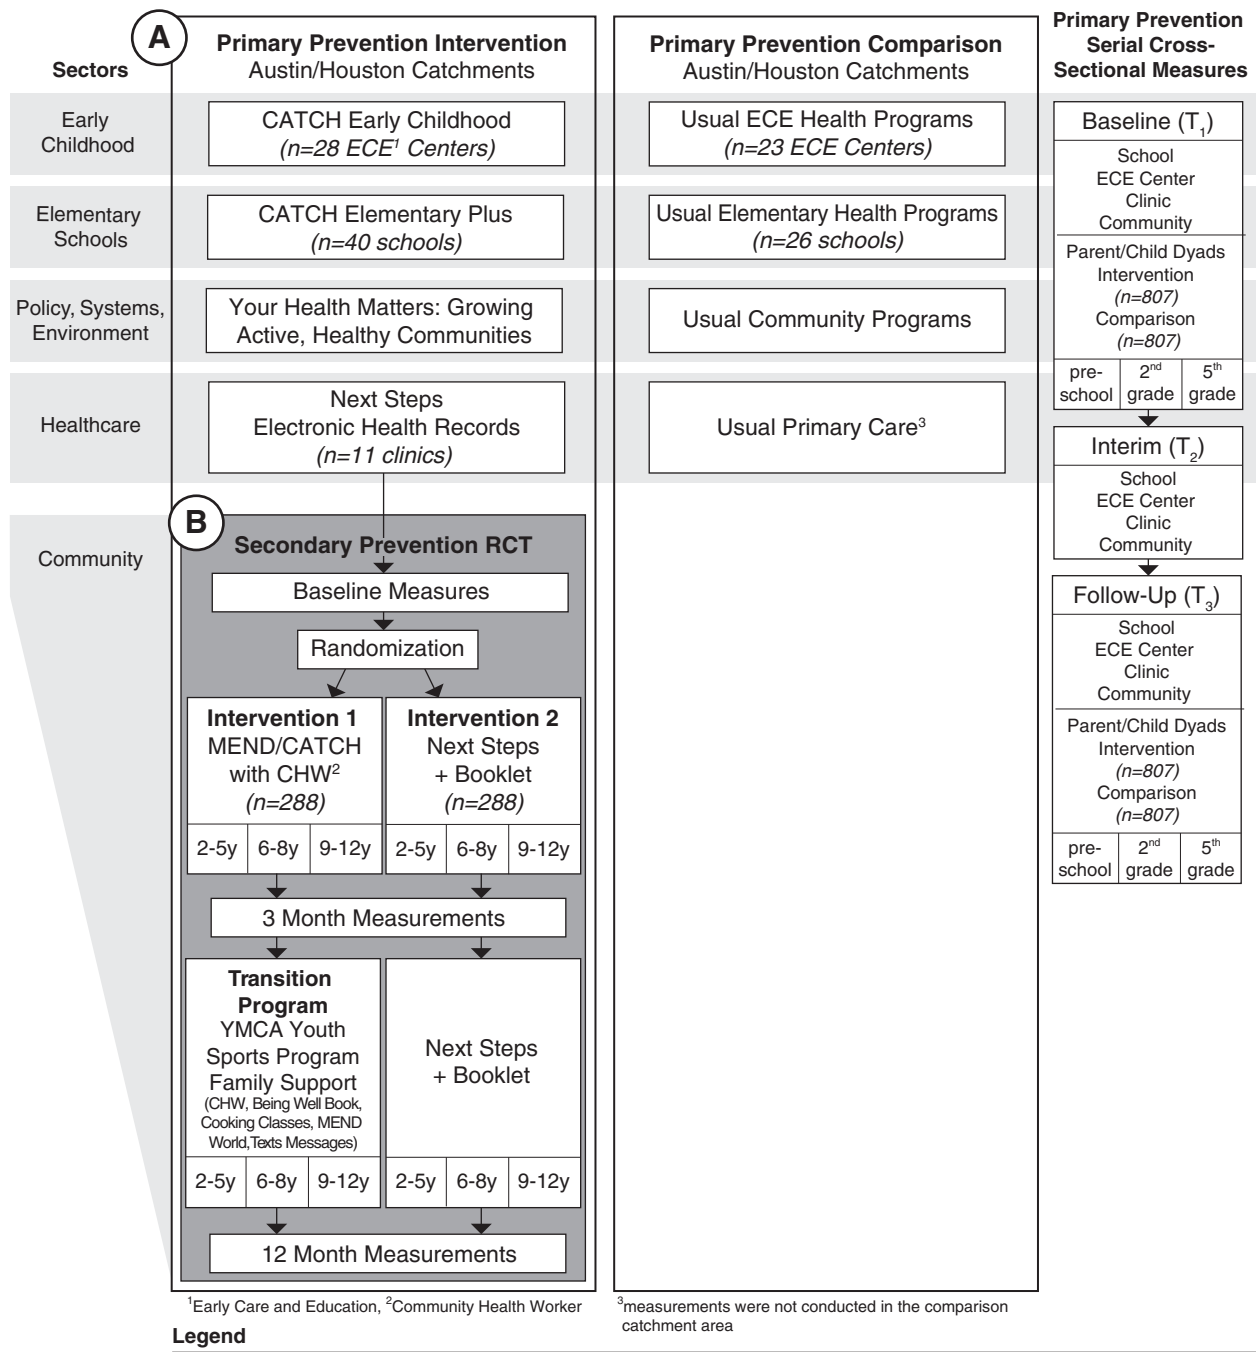 A
Sectors
Primary Prevention Intervention
Austin/Houston Catchments
Primary Prevention Comparison
Austin/Houston Catchments
Primary Prevention
Serial Cross-
Sectional Measures
Early
Childhood
CATCH Early Childhood
(n=28 ECE¹ Centers)
Usual ECE Health Programs
(n=23 ECE Centers)
Elementary
Schools
CATCH Elementary Plus
(n=40 schools)
Usual Elementary Health Programs
(n=26 schools)
Policy, Systems,
Environment
Your Health Matters: Growing
Active, Healthy Communities
Usual Community Programs
Healthcare
Next Steps
Electronic Health Records
(n=11 clinics)
Usual Primary Care³
Community
B
Secondary Prevention RCT
Baseline Measures
Randomization
Intervention 1
MEND/CATCH
with CHW²
(n=288)
2-5y 6-8y 9-12y
Intervention 2
Next Steps
+ Booklet
(n=288)
2-5y 6-8y 9-12y
3 Month Measurements
Transition
Program
YMCA Youth
Sports Program
Family Support
(CHW, Being Well Book,
Cooking Classes, MEND
World,Texts Messages)
2-5y 6-8y 9-12y
Next Steps
+ Booklet
2-5y 6-8y 9-12y
12 Month Measurements
Baseline (T₁)
School
ECE Center
Clinic
Community
Parent/Child Dyads
Intervention
(n=807)
Comparison
(n=807)
pre- 2nd 5th
school grade grade
Interim (T₂)
School
ECE Center
Clinic
Community
Follow-Up (T₃)
School
ECE Center
Clinic
Community
Parent/Child Dyads
Intervention
(n=807)
Comparison
(n=807)
pre- 2nd 5th
school grade grade
¹Early Care and Education, ²Community Health Worker
³measurements were not conducted in the comparison
catchment area
Legend